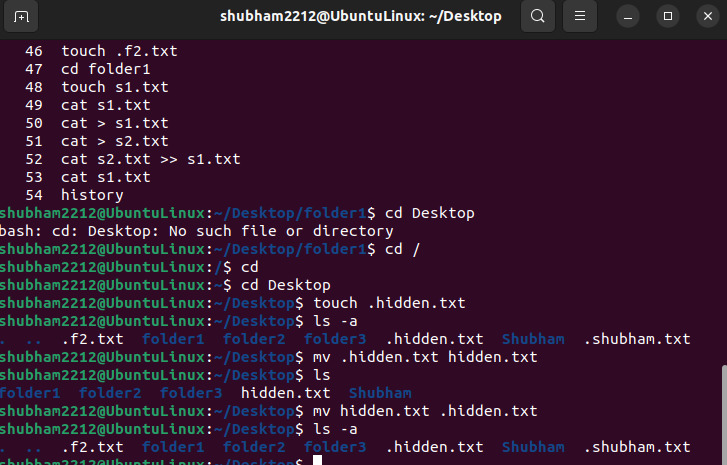 shubham2212@UbuntuLinux: ~/Desktop
46 touch .f2.txt
47 cd folder1
48 touch s1.txt
49 cat s1.txt
50 cat > s1.txt
51 cat > s2.txt
52 cat s2.txt >> s1.txt
53 cat s1.txt
54 history
shubham2212@UbuntuLinux:~/Desktop/folder1$ cd Desktop
bash: cd: Desktop: No such file or directory
shubham2212@UbuntuLinux:~/Desktop/folder1$ cd /
shubham2212@UbuntuLinux:/$ cd
shubham2212@UbuntuLinux:~$ cd Desktop
shubham2212@UbuntuLinux:~/Desktop$ touch .hidden.txt
shubham2212@UbuntuLinux:~/Desktop$ ls -a
. .. .f2.txt folder1 folder2 folder3 .hidden.txt Shubham .shubham.txt
shubham2212@UbuntuLinux:~/Desktop$ mv .hidden.txt hidden.txt
shubham2212@UbuntuLinux:~/Desktop$ ls
folder1 folder2 folder3 hidden.txt Shubham
shubham2212@UbuntuLinux:~/Desktop$ mv hidden.txt .hidden.txt
shubham2212@UbuntuLinux:~/Desktop$ ls -a
. .. .f2.txt folder1 folder2 folder3 .hidden.txt Shubham .shubham.txt
shubham2212@UbuntuLinux:~/Desktop$